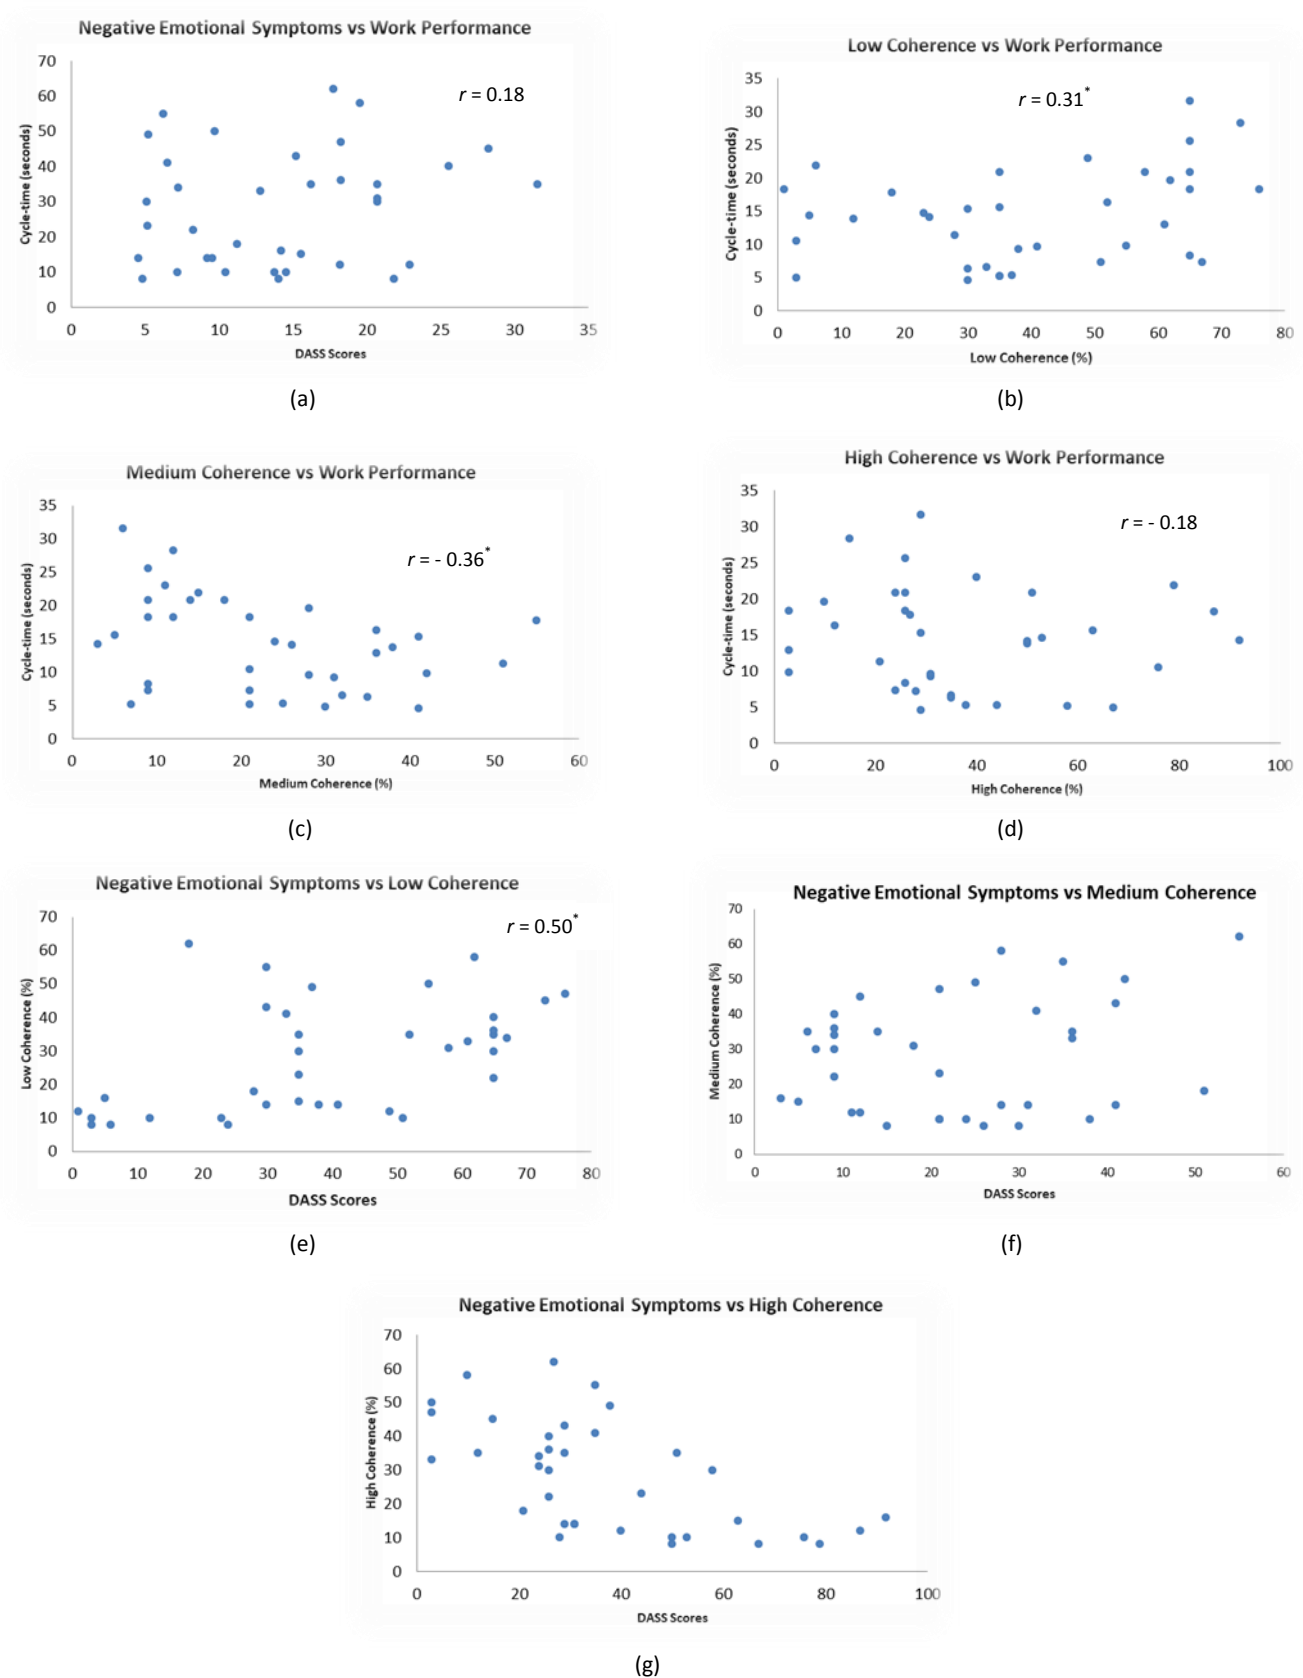 Negative Emotional Symptoms vs Work Performance
r = 0.18
Cycle-time (seconds)
70
60
50
40
30
20
10
0
0 5 10 15 20 25 30 35
DASS Scores
(a)
Low Coherence vs Work Performance
r = 0.31*
Cycle-time (seconds)
35
30
25
20
15
10
5
0
0 10 20 30 40 50 60 70 80
Low Coherence (%)
(b)
Medium Coherence vs Work Performance
r = - 0.36*
Cycle-time (seconds)
35
30
25
20
15
10
5
0
0 10 20 30 40 50 60
Medium Coherence (%)
(c)
High Coherence vs Work Performance
r = - 0.18
Cycle-time (seconds)
35
30
25
20
15
10
5
0
0 20 40 60 80 100
High Coherence (%)
(d)
Negative Emotional Symptoms vs Low Coherence
r = 0.50*
Low Coherence (%)
70
60
50
40
30
20
10
0
0 10 20 30 40 50 60 70 80
DASS Scores
(e)
Negative Emotional Symptoms vs Medium Coherence
Medium Coherence (%)
70
60
50
40
30
20
10
0
0 10 20 30 40 50 60
DASS Scores
(f)
Negative Emotional Symptoms vs High Coherence
High Coherence (%)
70
60
50
40
30
20
10
0
0 20 40 60 80 100
DASS Scores
(g)